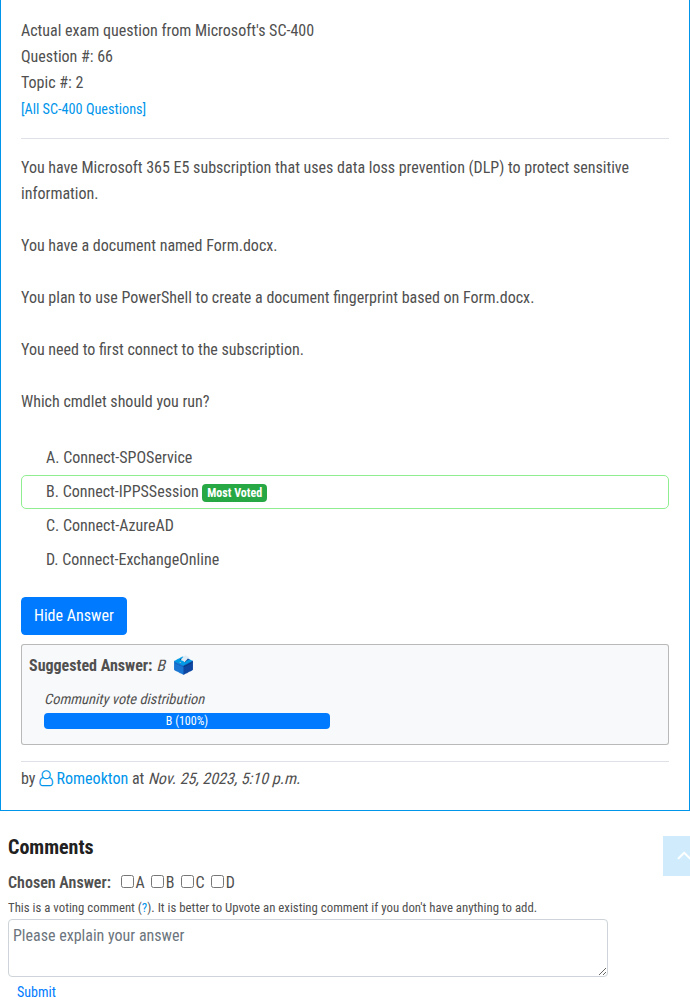 Actual exam question from Microsoft's SC-400
Question #: 66
Topic #: 2
[All SC-400 Questions]
You have Microsoft 365 E5 subscription that uses data loss prevention (DLP) to protect sensitive
information.
You have a document named Form.docx.
You plan to use PowerShell to create a document fingerprint based on Form.docx.
You need to first connect to the subscription.
Which cmdlet should you run?
A. Connect-SPOService
B. Connect-IPPSSession Most Voted
C. Connect-AzureAD
D. Connect-ExchangeOnline
Hide Answer
Suggested Answer: B
Community vote distribution
B (100%)
by Romeokton at Nov. 25, 2023, 5:10 p.m.
Comments
Chosen Answer: A B C D
This is a voting comment (?). It is better to Upvote an existing comment if you don't have anything to add.
Please explain your answer
Submit